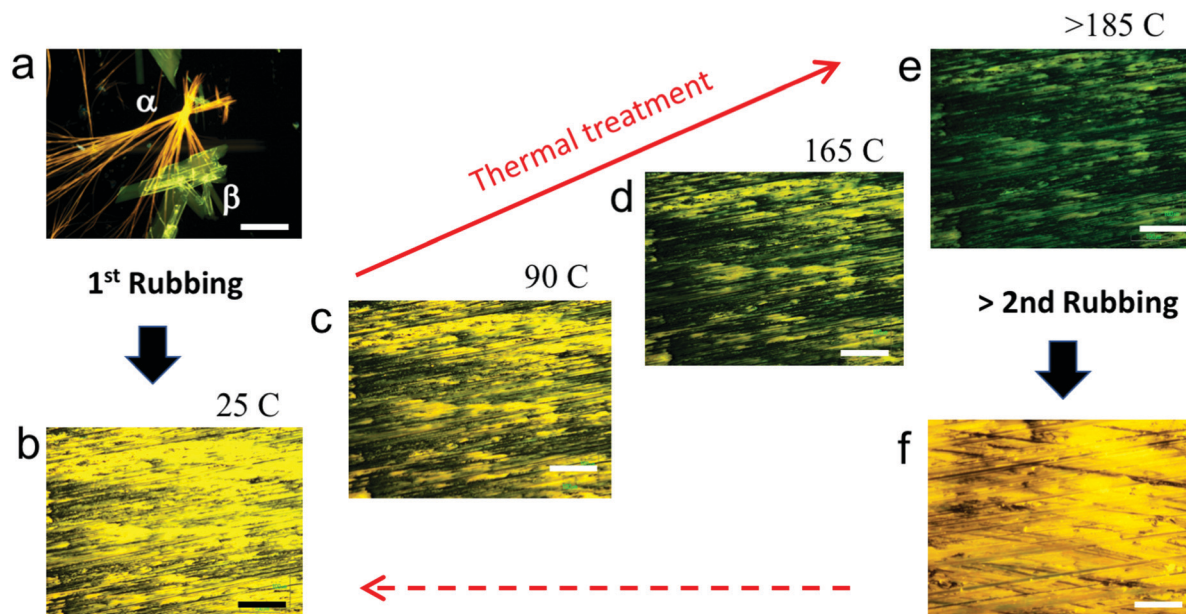 >185 C
a
e
α
β
Thermal treatment
165 C
d
1st Rubbing
90 C
c
> 2nd Rubbing
25 C
b
f